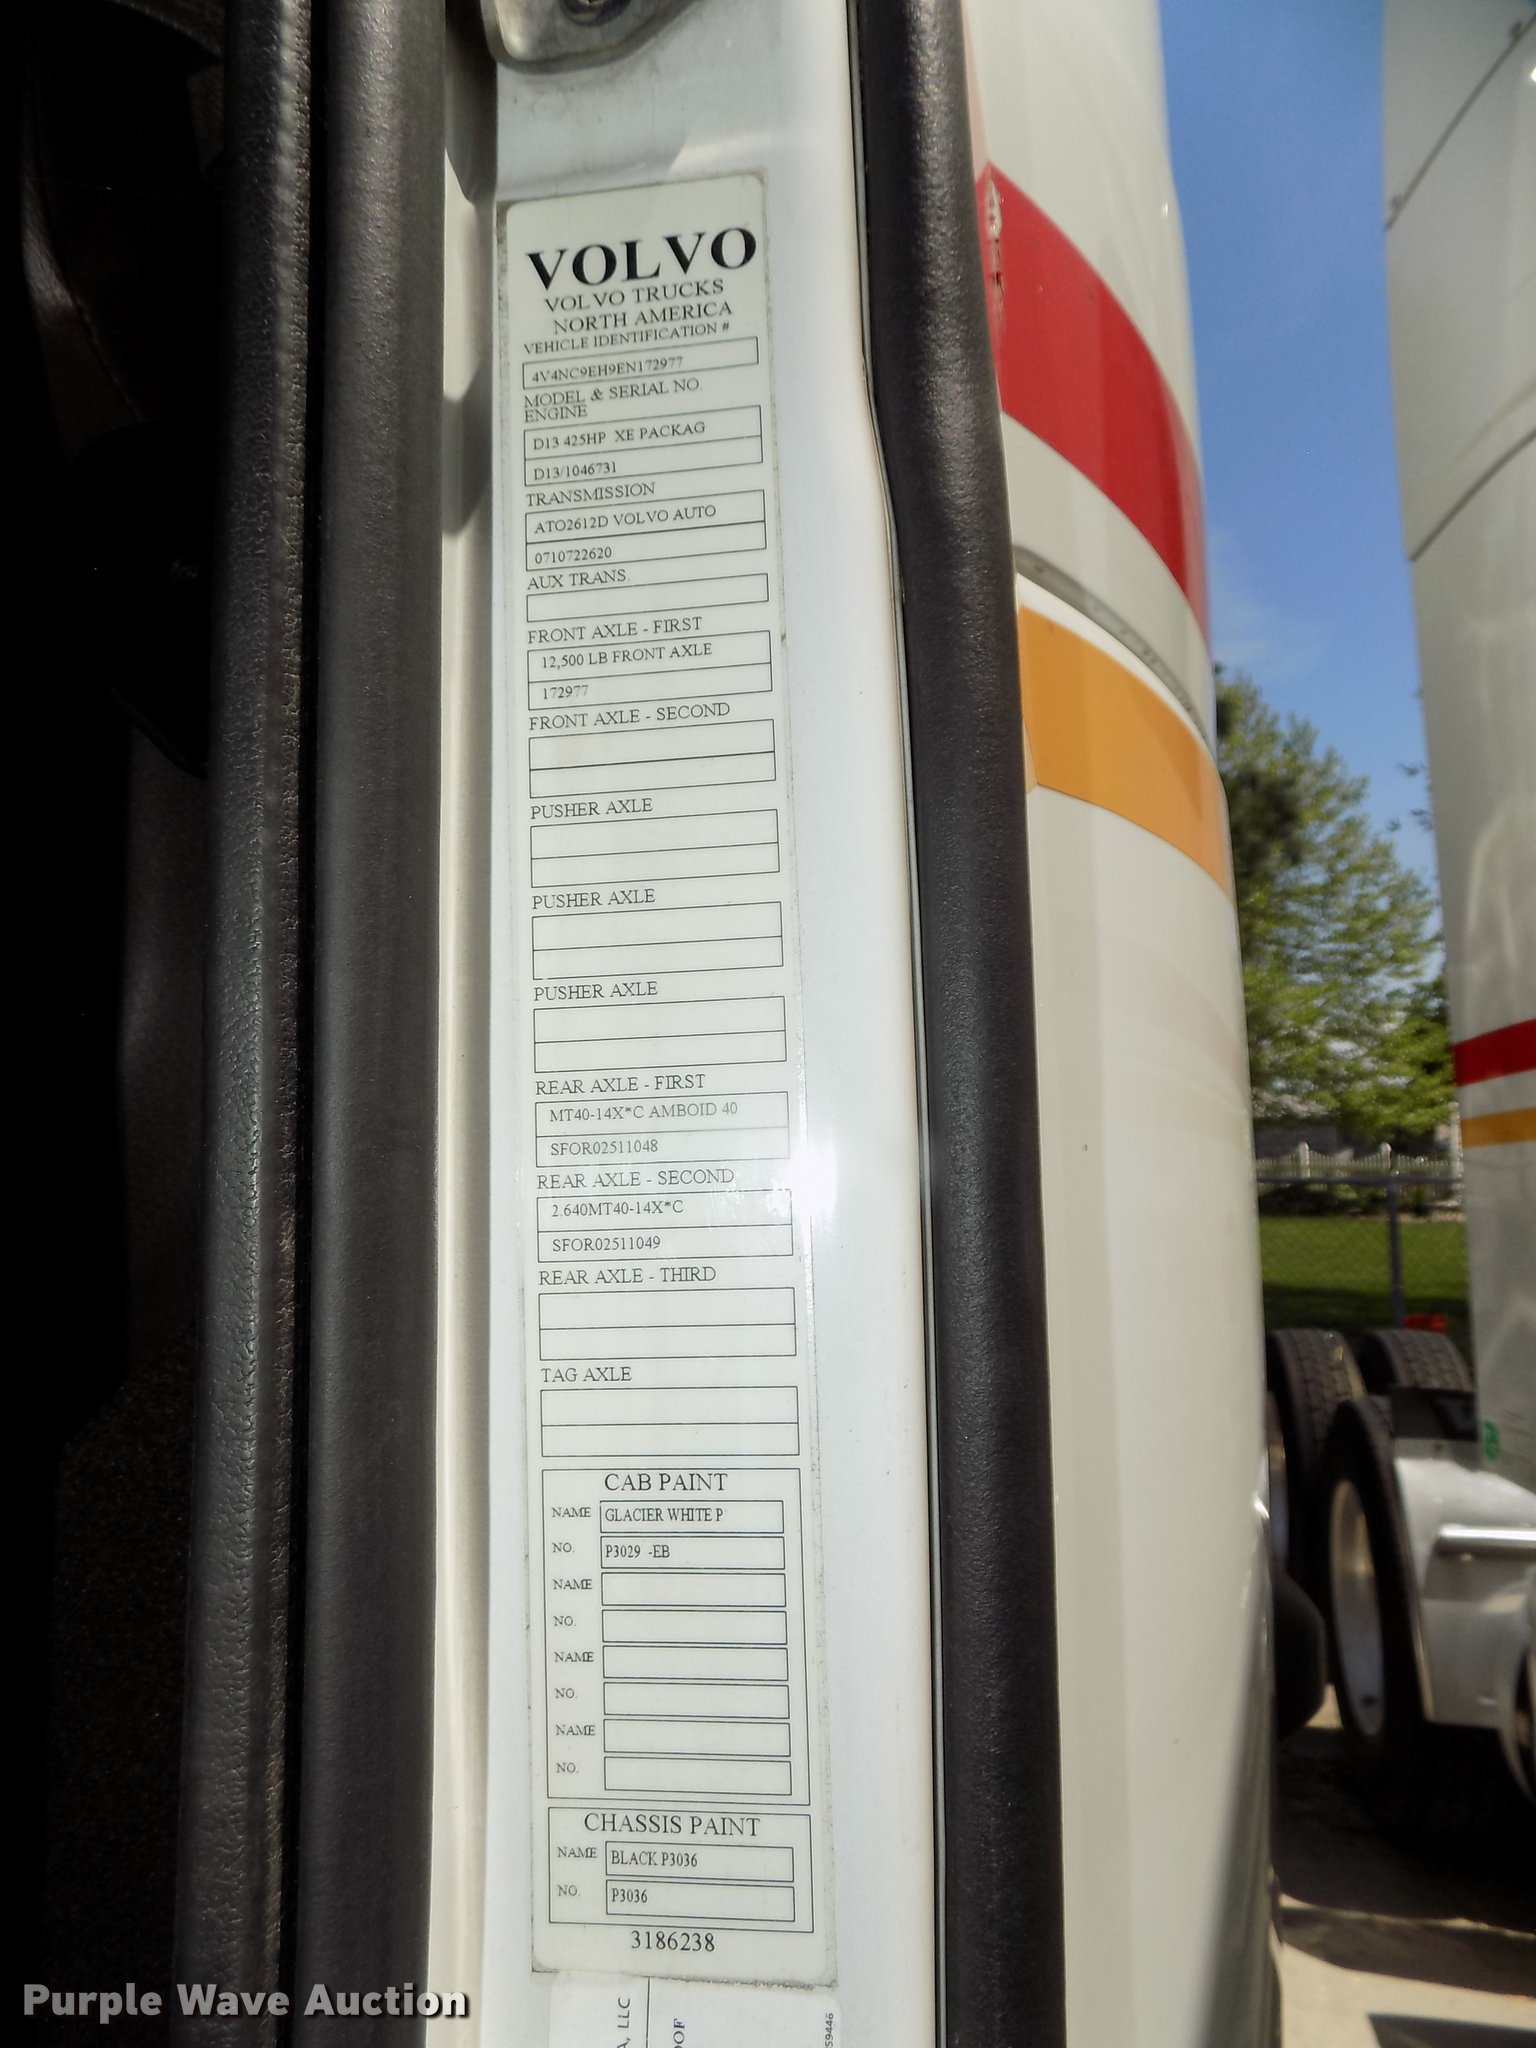 VOLVO
VOLVO TRUCKS
NORTH AMERICA
VEHICLE IDENTIFICATION #
4V4NC9EH9EN172977
MODEL & SERIAL NO.
ENGINE
D13 425HP  XE PACKAG
D13/1046731
TRANSMISSION
ATO2612D VOLVO AUTO
0710722620
AUX TRANS.
FRONT AXLE - FIRST
12,500 LB FRONT AXLE
172977
FRONT AXLE - SECOND
PUSHER AXLE
PUSHER AXLE
PUSHER AXLE
REAR AXLE - FIRST
MT40-14X*C AMBOID 40
SFOR02511048
REAR AXLE - SECOND
2.640MT40-14X*C
SFOR02511049
REAR AXLE - THIRD
TAG AXLE
CAB PAINT
NAME GLACIER WHITE P
NO. P3029  -EB
NAME
NO.
NAME
NO.
NAME
NO.
CHASSIS PAINT
NAME BLACK P3036
NO. P3036
3186238
A, LLC
OOF
59446
Purple Wave Auction